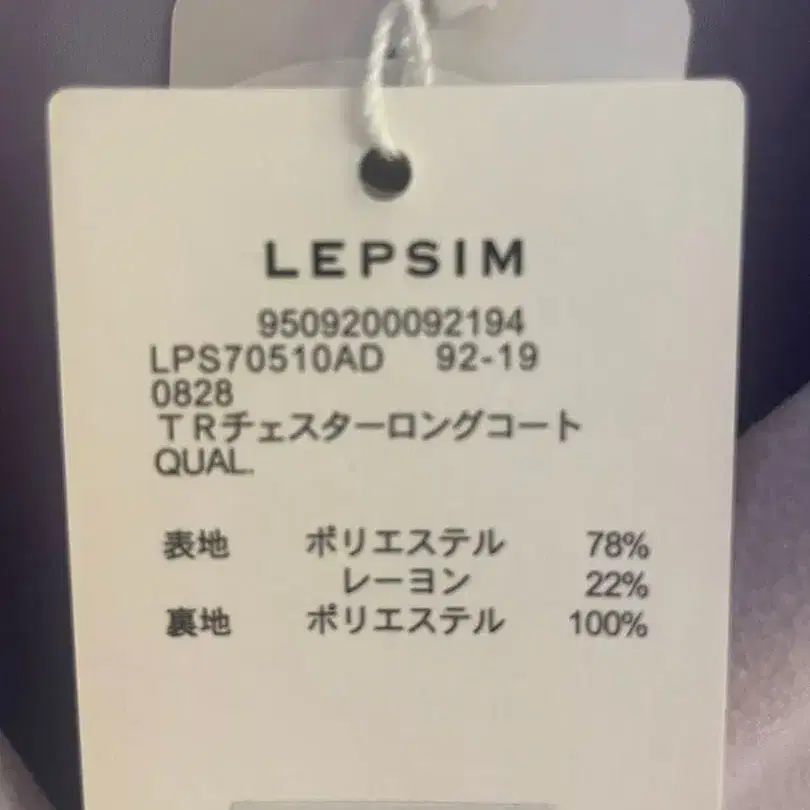 LEPSIM
9509200092194
LPS70510AD 92-19
0828
ＴＲチェスターロングコート
QUAL.
表地 ポリエステル 78%
レーヨン 22%
裏地 ポリエステル 100%